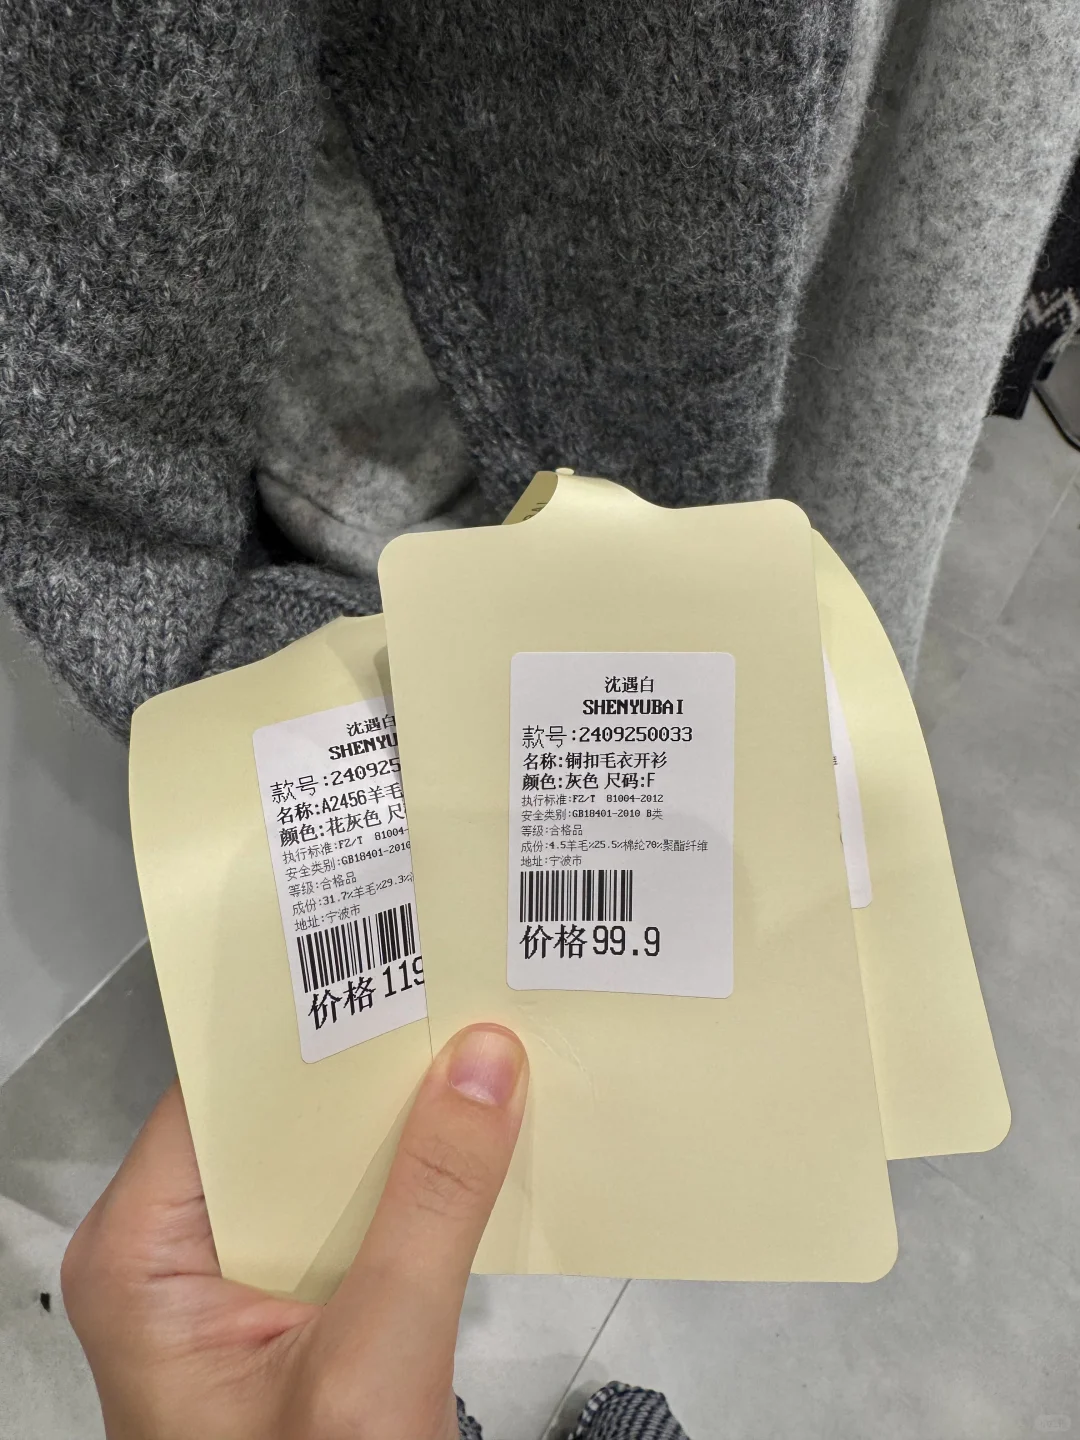 沈遇白
SHENYU
款号:240925
名称:A2456羊毛
颜色:花灰色 尺
执行标准:FZ/T 81004-
安全类别:GB18401-2010
等级:合格品
成份:31.7%羊毛%29.3%
地址:宁波市
价格119
沈遇白
SHENYUBAI
款号:2409250033
名称:铜扣毛衣开衫
颜色:灰色 尺码:F
执行标准:FZ/T 81004-2012
安全类别:GB18401-2010 B类
等级:合格品
成份:4.5羊毛%25.5%棉纶70%聚酯纤维
地址:宁波市
价格99.9